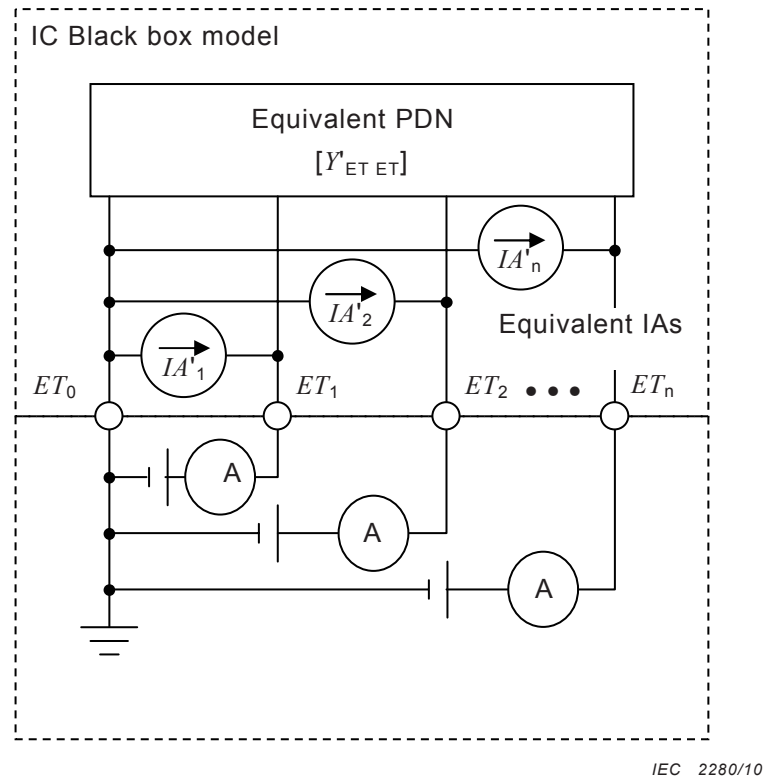 IC Black box model
Equivalent PDN
[Y'ET ET]
IA'n
IA'2
Equivalent IAs
IA'1
ET0 ET1 ET2 • • • ETn
A
A
A
IEC 2280/10